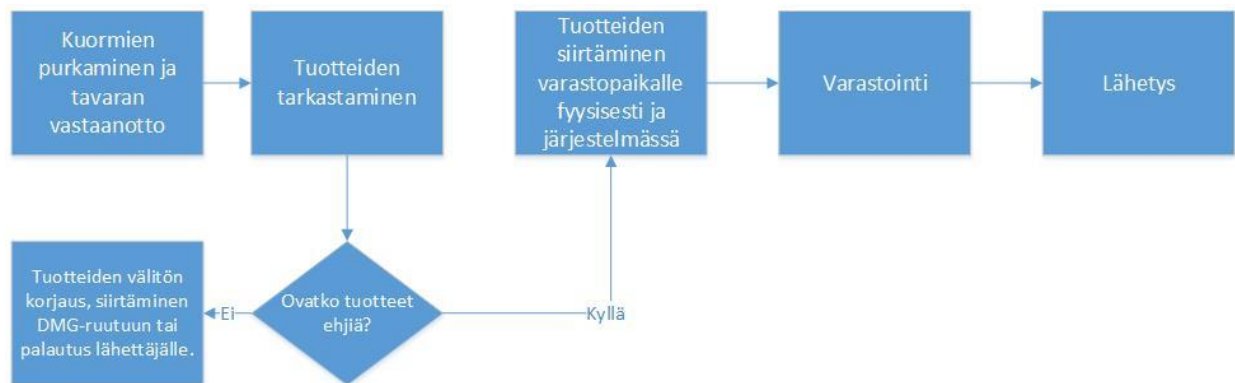 Kuormien
purkaminen ja
tavaran
vastaanotto
Tuotteiden
tarkastaminen
Tuotteiden
siirtäminen
varastopaikalle
fyysisesti ja
järjestelmässä
Varastointi
Lähetys
Tuotteiden välitön
korjaus, siirtäminen
DMG-ruutuun tai
palautus lähettäjälle.
Ei
Ovatko tuotteet
ehjiä?
Kyllä